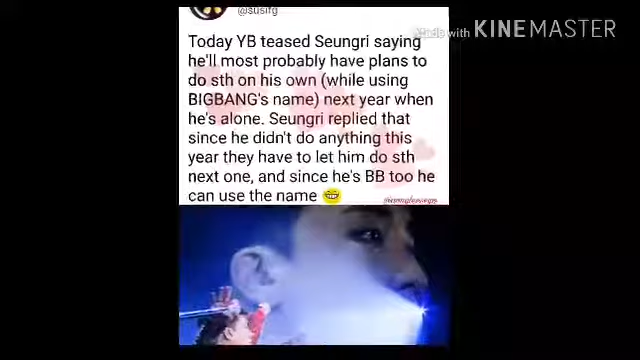 @susifg
Made with KINEMASTER
Today YB teased Seungri saying
he'll most probably have plans to
do sth on his own (while using
BIGBANG's name) next year when
he's alone. Seungri replied that
since he didn't do anything this
year they have to let him do sth
next one, and since he's BB too he
can use the name 😁